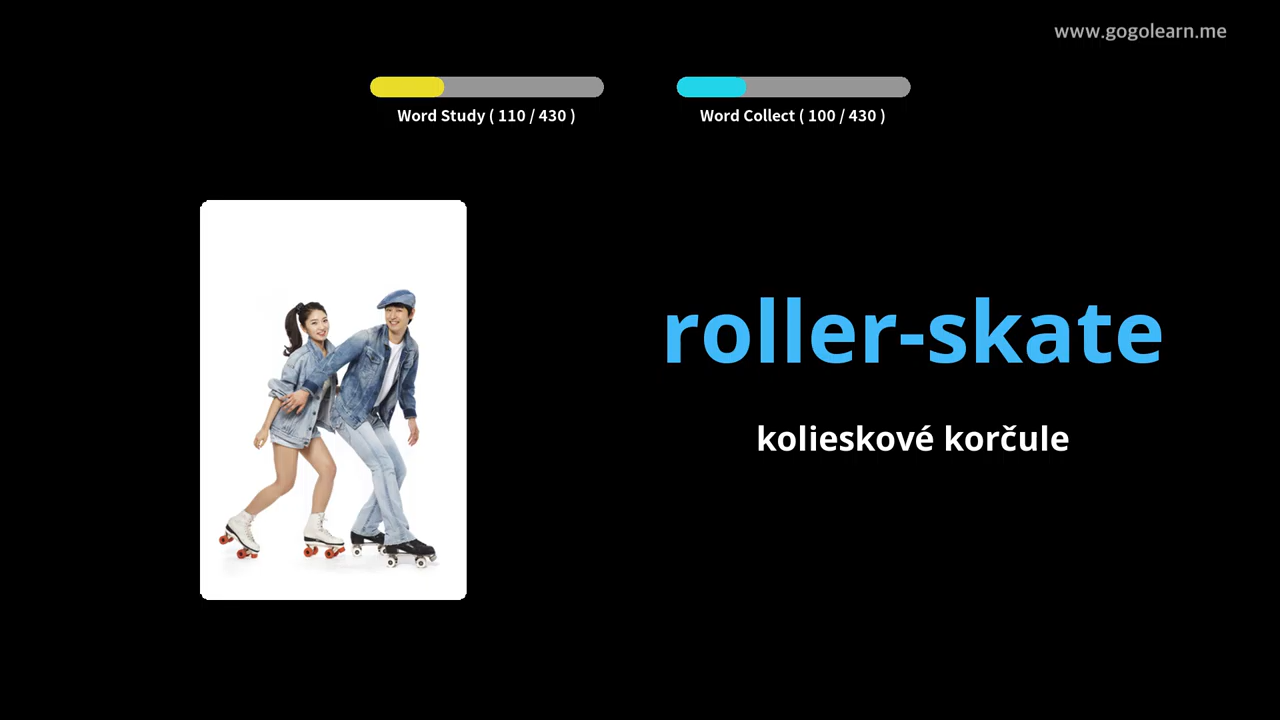 www.gogolearn.me
Word Study ( 110 / 430 )
Word Collect ( 100 / 430 )
roller-skate
kolieskové korčule